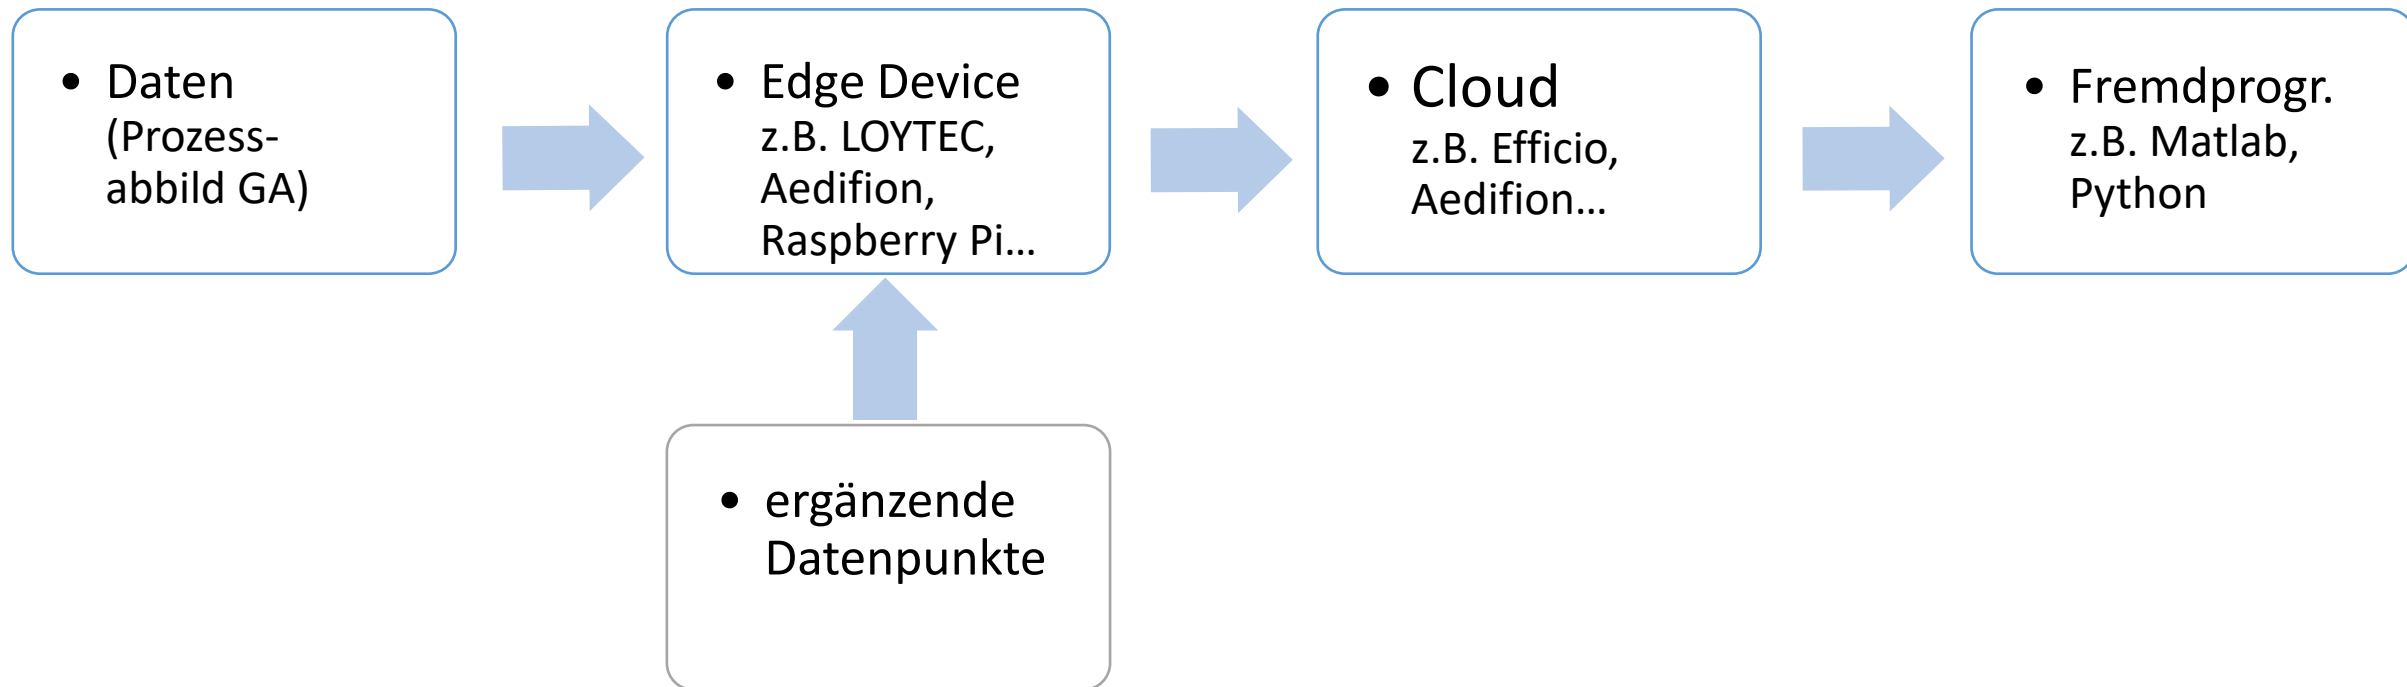 • Daten
(Prozess-
abbild GA)
• Edge Device
z.B. LOYTEC,
Aedifion,
Raspberry Pi...
• Cloud
z.B. Efficio,
Aedifion...
• Fremdprogr.
z.B. Matlab,
Python
• ergänzende
Datenpunkte